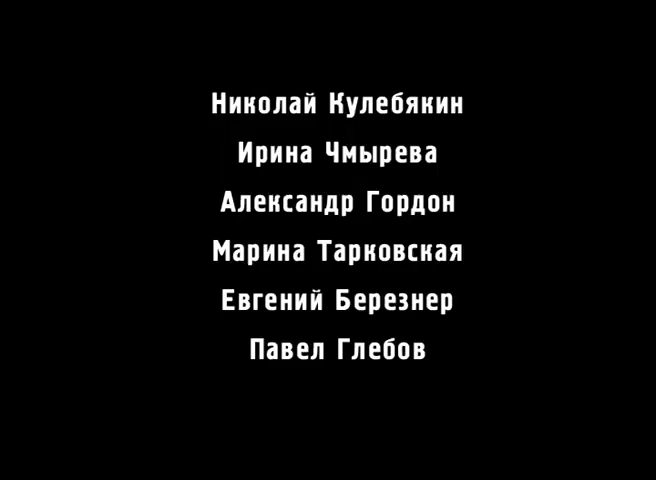 Николай Кулебякин
Ирина Чмырева
Александр Гордон
Марина Тарковская
Евгений Березнер
Павел Глебов